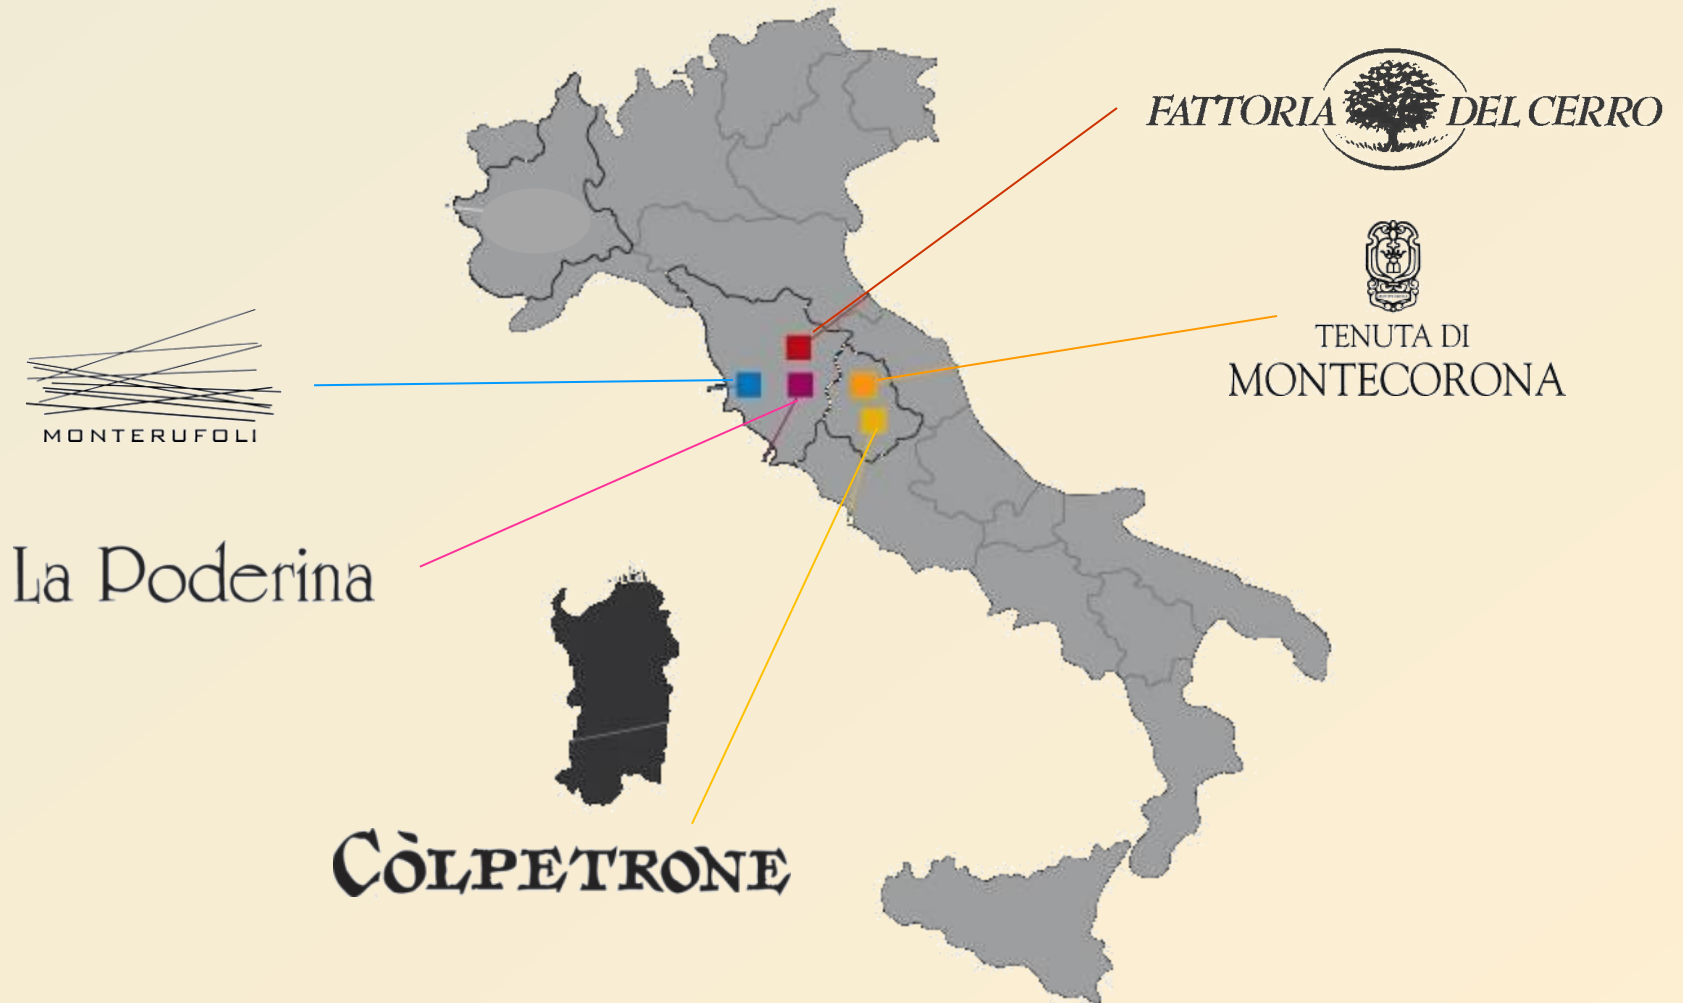 FATTORIA DEL CERRO
TENUTA DI
MONTECORONA
MONTERUFOLI
La Poderina
CÒLPETRONE